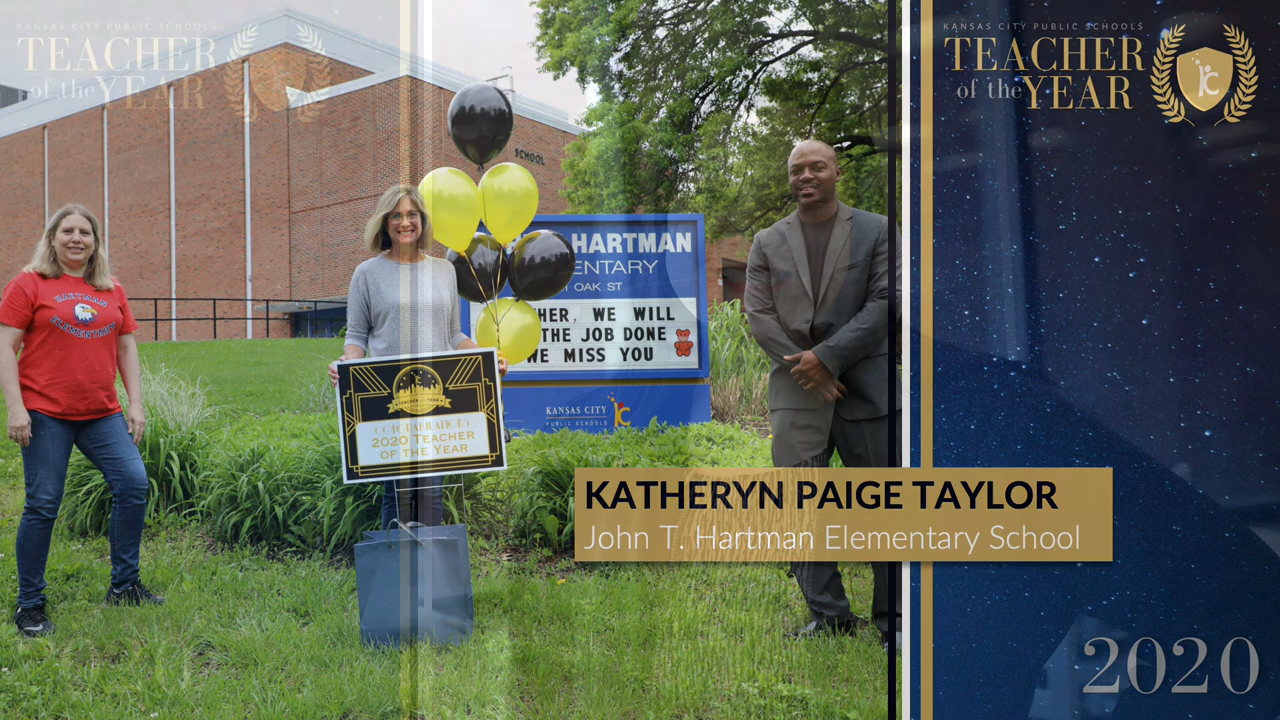 KANSAS CITY PUBLIC SCHOOLS
TEACHER
of the YEAR
KANSAS CITY PUBLIC SCHOOLS
TEACHER
of the YEAR
SCHOOL
HARTMAN
ELEMENTARY
HARTMAN
ENTARY
OAK ST
HER, WE WILL
THE JOB DONE
WE MISS YOU
KANSAS CITY
PUBLIC SCHOOLS
CONGRATULATIONS
2020 TEACHER
OF THE YEAR
KATHERYN PAIGE TAYLOR
John T. Hartman Elementary School
2020